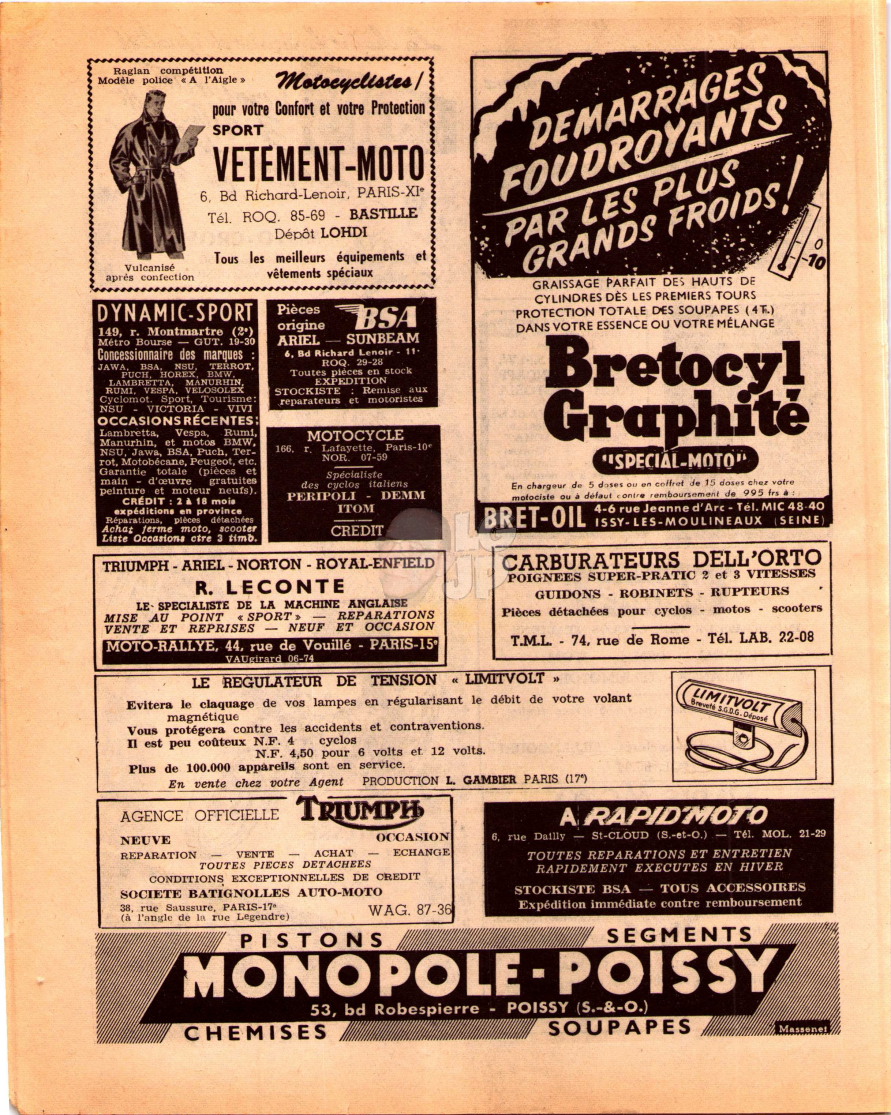 Raglan compétition
Modèle police « A l'Aigle »
Motocyclistes!
pour votre Confort et votre Protection
SPORT
VETEMENT-MOTO
6, Bd Richard-Lenoir, PARIS-XIe
Tél. ROQ. 85-69 - BASTILLE
Dépôt LOHDI
Tous les meilleurs équipements et
vêtements spéciaux
Vulcanisé
après confection
DEMARRAGES
FOUDROYANTS
PAR LES PLUS
GRANDS FROIDS!
0
-10
GRAISSAGE PARFAIT DES HAUTS DE
CYLINDRES DÈS LES PREMIERS TOURS
PROTECTION TOTALE DES SOUPAPES (4 T.)
DANS VOTRE ESSENCE OU VOTRE MÉLANGE
Bretocyl
Graphité
"SPECIAL-MOTO"
En chargeur de 5 doses ou en coffret de 15 doses chez votre
motociste ou à défaut contre remboursement de 995 frs à :
BRET-OIL
4-6 rue Jeanne d'Arc - Tél. MIC 48-40
ISSY-LES-MOULINEAUX (SEINE)
DYNAMIC-SPORT
149, r. Montmartre (2e)
Métro Bourse — GUT. 19-30
Concessionnaire des marques :
JAWA, BSA, NSU, TERROT,
PUCH, HOREX, BMW,
LAMBRETTA, MANURHIN,
RUMI, VESPA, VELOSOLEX
Cyclomot. Sport, Tourisme:
NSU - VICTORIA - VIVI
OCCASIONS RÉCENTES:
Lambretta, Vespa, Rumi,
Manurhin, et motos BMW,
NSU, Jawa, BSA, Puch, Ter-
rot, Motobécane, Peugeot, etc.
Garantie totale (pièces et
main - d'œuvre gratuites
peinture et moteur neufs).
CRÉDIT : 2 à 18 mois
expéditions en province
Réparations, pièces détachées
Achat ferme moto, scooter
Liste Occasions ctre 3 timb.
Pièces
origine BSA
ARIEL - SUNBEAM
6, Bd Richard Lenoir - 11e
ROQ. 29-28
Toutes pièces en stock
EXPEDITION
STOCKISTE : Remise aux
réparateurs et motoristes
MOTOCYCLE
166, r. Lafayette, Paris-10e
NOR. 07-59
Spécialiste
des cyclos italiens
PERIPOLI - DEMM
ITOM
CREDIT
TRIUMPH - ARIEL - NORTON - ROYAL-ENFIELD
R. LECONTE
LE SPECIALISTE DE LA MACHINE ANGLAISE
MISE AU POINT « SPORT » — REPARATIONS
VENTE ET REPRISES — NEUF ET OCCASION
MOTO-RALLYE, 44, rue de Vouillé - PARIS-15e
VAUgirard 06-74
CARBURATEURS DELL'ORTO
POIGNEES SUPER-PRATIC 2 et 3 VITESSES
GUIDONS - ROBINETS - RUPTEURS
Pièces détachées pour cyclos - motos - scooters
T.M.L. - 74, rue de Rome - Tél. LAB. 22-08
LE REGULATEUR DE TENSION « LIMITVOLT »
Evitera le claquage de vos lampes en régularisant le débit de votre volant
magnétique
Vous protégera contre les accidents et contraventions.
Il est peu coûteux N.F. 4 cyclos
N.F. 4,50 pour 6 volts et 12 volts.
Plus de 100.000 appareils sont en service.
En vente chez votre Agent PRODUCTION L. GAMBIER PARIS (17e)
LIMITVOLT
Breveté S.G.D.G. Déposé
AGENCE OFFICIELLE TRIUMPH
NEUVE OCCASION
REPARATION — VENTE — ACHAT — ECHANGE
TOUTES PIECES DETACHEES
CONDITIONS EXCEPTIONNELLES DE CREDIT
SOCIETE BATIGNOLLES AUTO-MOTO
38, rue Saussure, PARIS-17e
(à l'angle de la rue Legendre)
WAG. 87-36
A RAPID'MOTO
6, rue Dailly — St-CLOUD (S.-et-O.) — Tél. MOL. 21-29
TOUTES REPARATIONS ET ENTRETIEN
RAPIDEMENT EXECUTES EN HIVER
STOCKISTE BSA — TOUS ACCESSOIRES
Expédition immédiate contre remboursement
PISTONS SEGMENTS
MONOPOLE-POISSY
53, bd Robespierre - POISSY (S.-&-O.)
CHEMISES SOUPAPES
Massenet